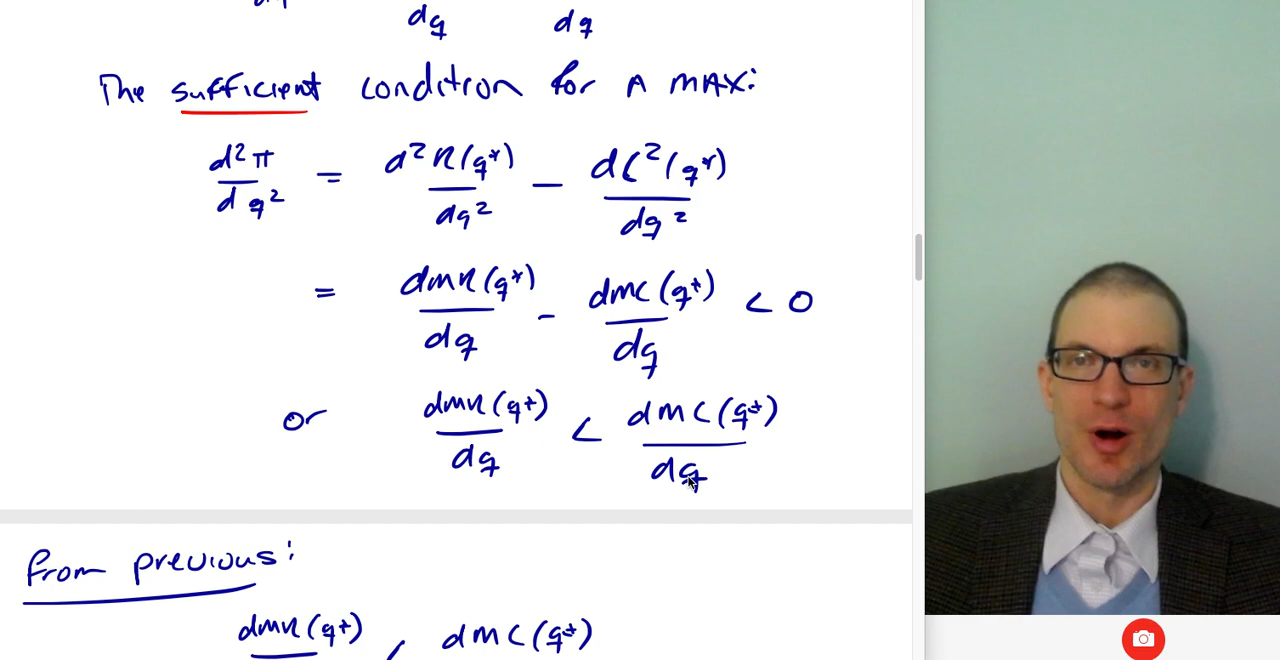 dq dq
The sufficient condition for A MAX:
d²π/dq² = d²R(q*)/dq² - dC²(q*)/dq²
= dMR(q*)/dq - dMC(q*)/dq < 0
or dMR(q*)/dq < dMC(q*)/dq
From previous:
dMR(q*) < dMC(q*)